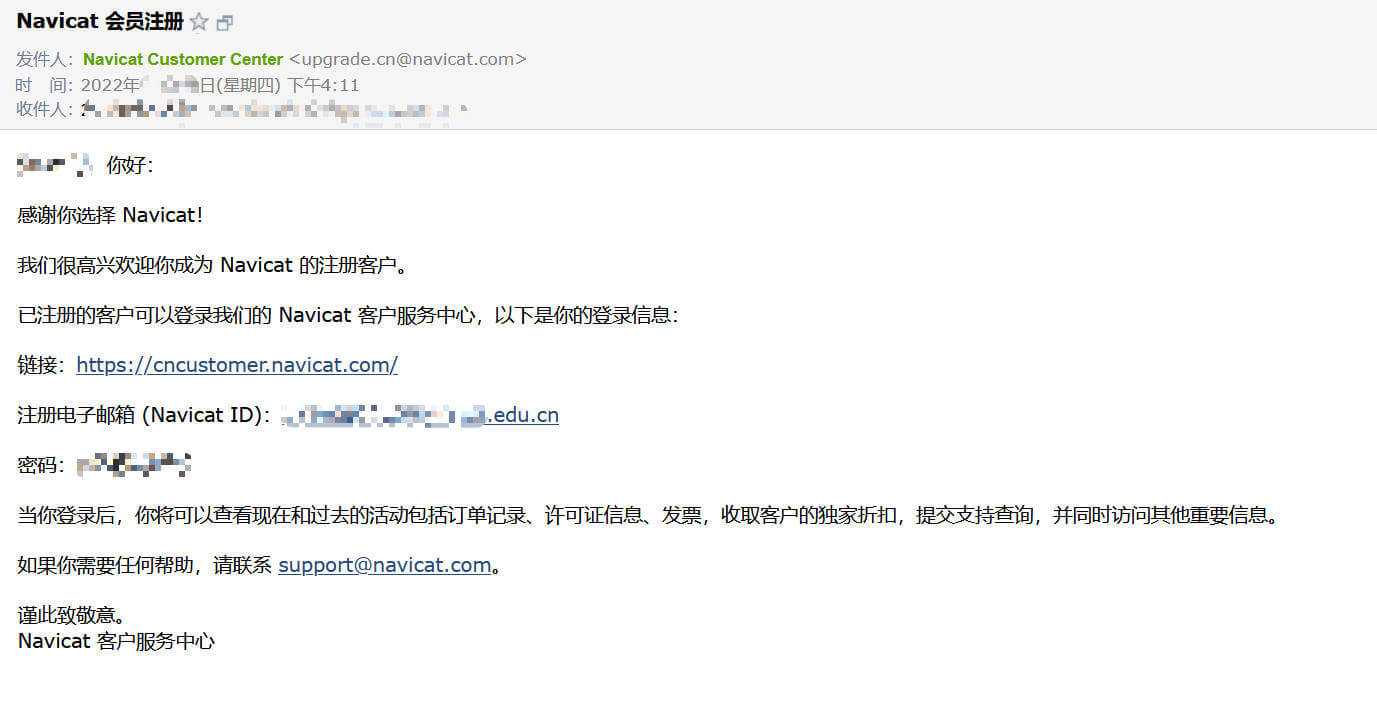 Navicat 会员注册
发件人：Navicat Customer Center <upgrade.cn@navicat.com>
时　间：2022年 日(星期四) 下午4:11
收件人：2
你好：
感谢你选择 Navicat！
我们很高兴欢迎你成为 Navicat 的注册客户。
已注册的客户可以登录我们的 Navicat 客户服务中心，以下是你的登录信息：
链接：https://cncustomer.navicat.com/
注册电子邮箱 (Navicat ID)：.edu.cn
密码：
当你登录后，你将可以查看现在和过去的活动包括订单记录、许可证信息、发票，收取客户的独家折扣，提交支持查询，并同时访问其他重要信息。
如果你需要任何帮助，请联系 support@navicat.com。
谨此致敬意。
Navicat 客户服务中心